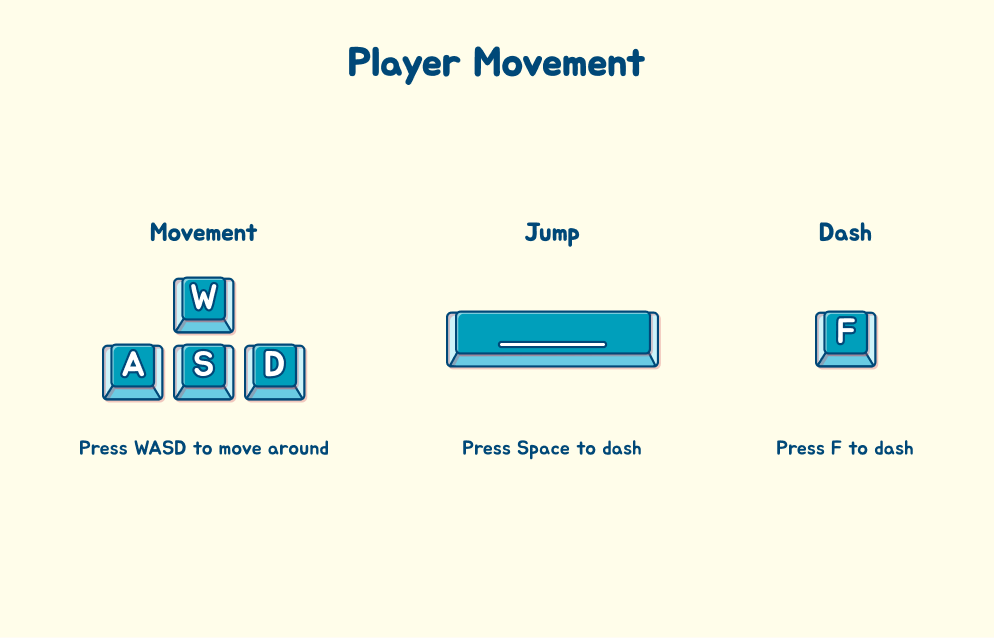 Player Movement
Movement
Jump
Dash
W
A S D
F
Press WASD to move around
Press Space to dash
Press F to dash